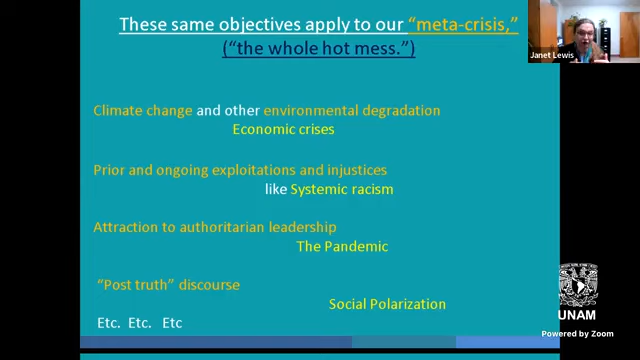 These same objectives apply to our “meta-crisis,”
(“the whole hot mess.”)
Janet Lewis
Climate change and other environmental degradation
Economic crises
Prior and ongoing exploitations and injustices
like Systemic racism
Attraction to authoritarian leadership
The Pandemic
“Post truth” discourse
Social Polarization
Etc. Etc. Etc
UNAM
Powered by Zoom